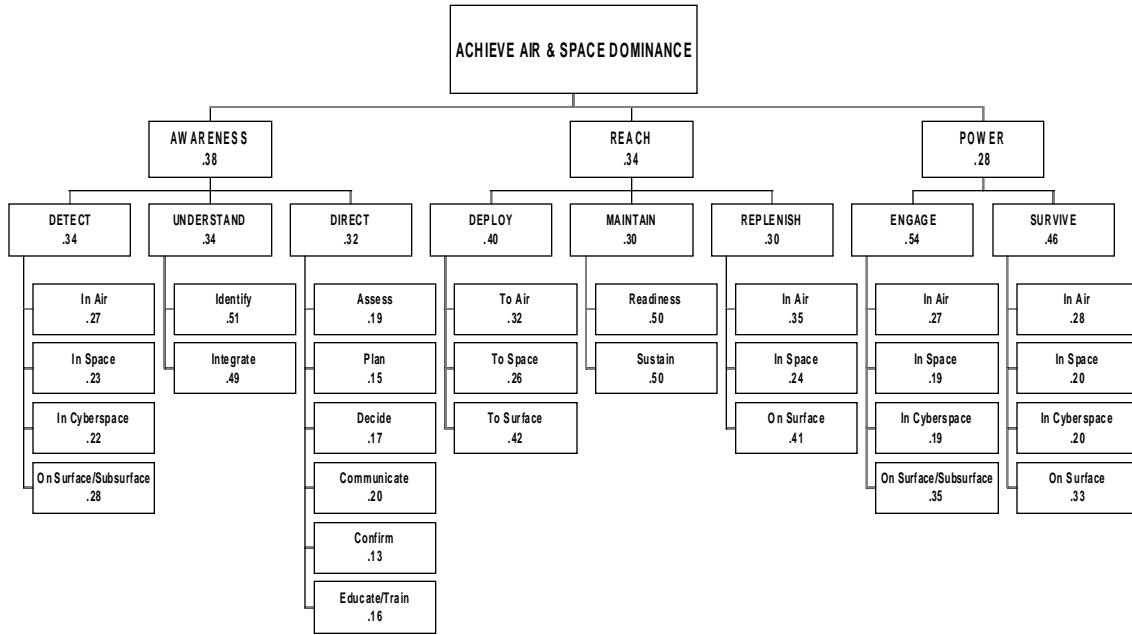 ACHIEVE AIR & SPACE DOMINANCE
AWARENESS
.38
REACH
.34
POWER
.28
DETECT
.34
UNDERSTAND
.34
DIRECT
.32
DEPLOY
.40
MAINTAIN
.30
REPLENISH
.30
ENGAGE
.54
SURVIVE
.46
In Air
.27
In Space
.23
In Cyberspace
.22
On Surface/Subsurface
.28
Identify
.51
Integrate
.49
Assess
.19
Plan
.15
Decide
.17
Communicate
.20
Confirm
.13
Educate/Train
.16
To Air
.32
To Space
.26
To Surface
.42
Readiness
.50
Sustain
.50
In Air
.35
In Space
.24
On Surface
.41
In Air
.27
In Space
.19
In Cyberspace
.19
On Surface/Subsurface
.35
In Air
.28
In Space
.20
In Cyberspace
.20
On Surface
.33